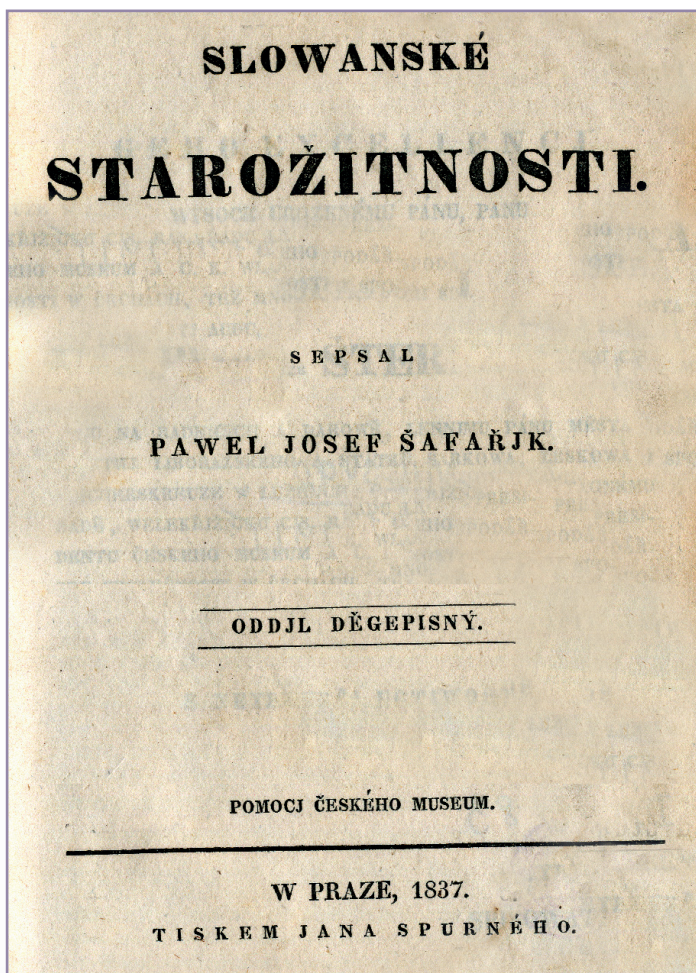 SLOWANSKÉ
STAROŽITNOSTI.
SEPSAL
PAWEL JOSEF ŠAFAŘJK.
ODDJL DĚGEPISNÝ.
POMOCJ ČESKÉHO MUSEUM.
W PRAZE, 1837.
TISKEM JANA SPURNÉHO.